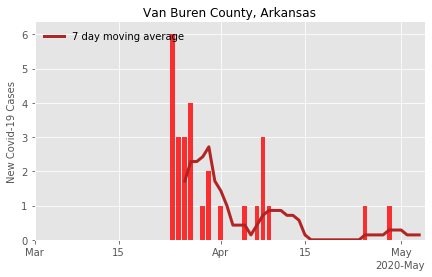 Van Buren County, Arkansas
7 day moving average
New Covid-19 Cases
6
5
4
3
2
1
0
Mar 15 Apr 15 May
2020-May